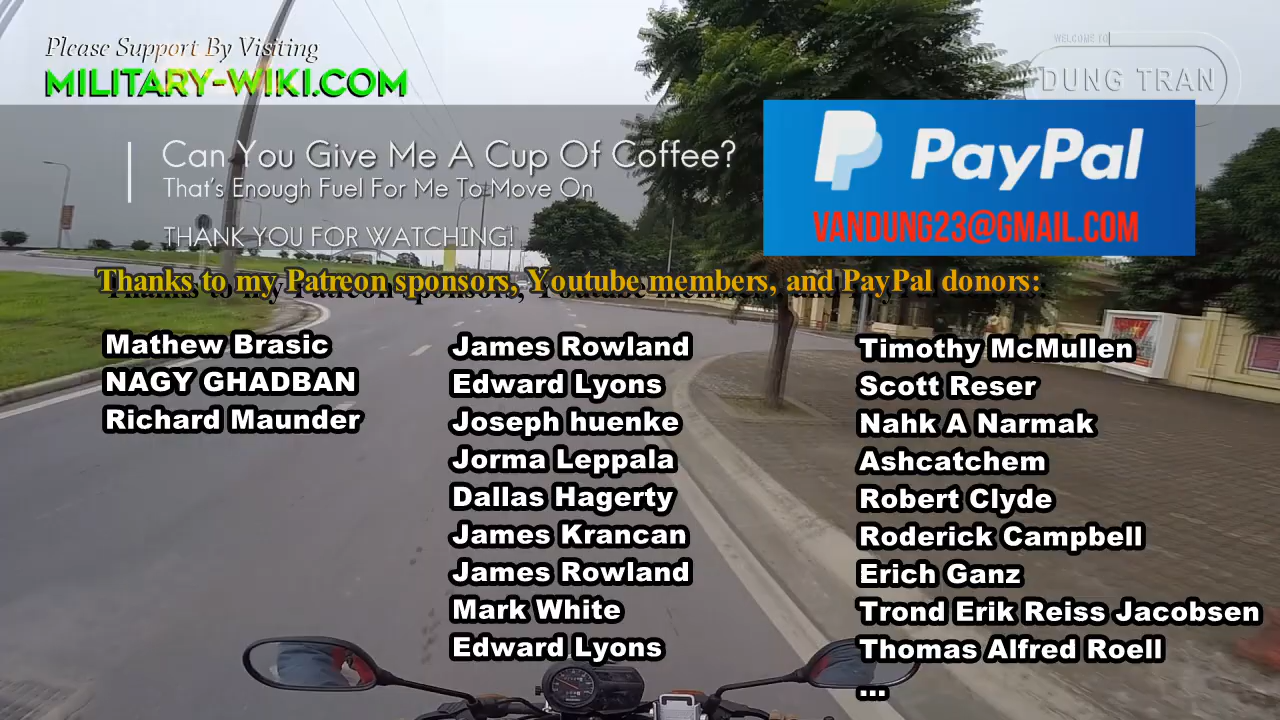 Please Support By Visiting
MILITARY-WIKI.COM
WELCOME TO
DUNG TRAN
Can You Give Me A Cup Of Coffee?
That's Enough Fuel For Me To Move On
THANK YOU FOR WATCHING!
PayPal
VANDUNG23@GMAIL.COM
Thanks to my Patreon sponsors, Youtube members, and PayPal donors:
Mathew Brasic
NAGY GHADBAN
Richard Maunder
James Rowland
Edward Lyons
Joseph huenke
Jorma Leppala
Dallas Hagerty
James Krancan
James Rowland
Mark White
Edward Lyons
Timothy McMullen
Scott Reser
Nahk A Narmak
Ashcatchem
Robert Clyde
Roderick Campbell
Erich Ganz
Trond Erik Reiss Jacobsen
Thomas Alfred Roell
...